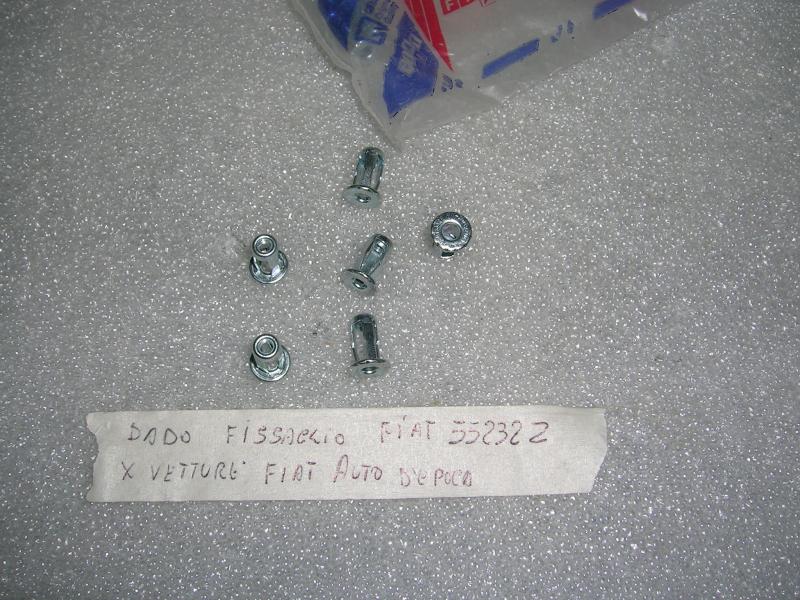 DADO FISSAGGIO FIAT 55232Z
X VETTURE FIAT AUTO D'EPOCA